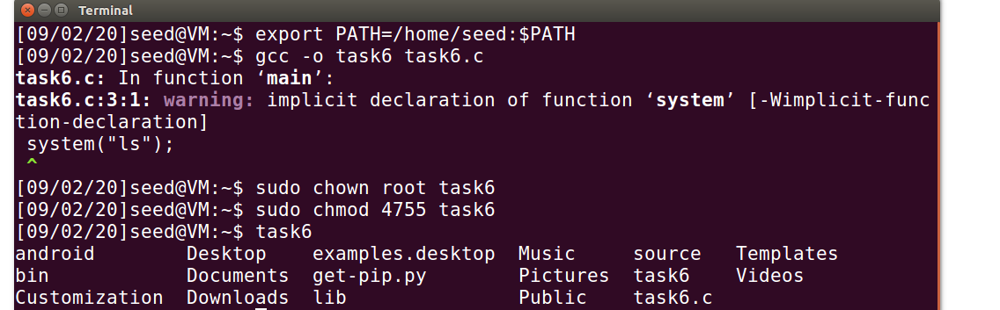 Terminal
[09/02/20]seed@VM:~$ export PATH=/home/seed:$PATH
[09/02/20]seed@VM:~$ gcc -o task6 task6.c
task6.c: In function ‘main’:
task6.c:3:1: warning: implicit declaration of function ‘system’ [-Wimplicit-func
tion-declaration]
 system("ls");
 ^
[09/02/20]seed@VM:~$ sudo chown root task6
[09/02/20]seed@VM:~$ sudo chmod 4755 task6
[09/02/20]seed@VM:~$ task6
android        Desktop    examples.desktop  Music     source   Templates
bin            Documents  get-pip.py        Pictures  task6    Videos
Customization  Downloads  lib               Public    task6.c